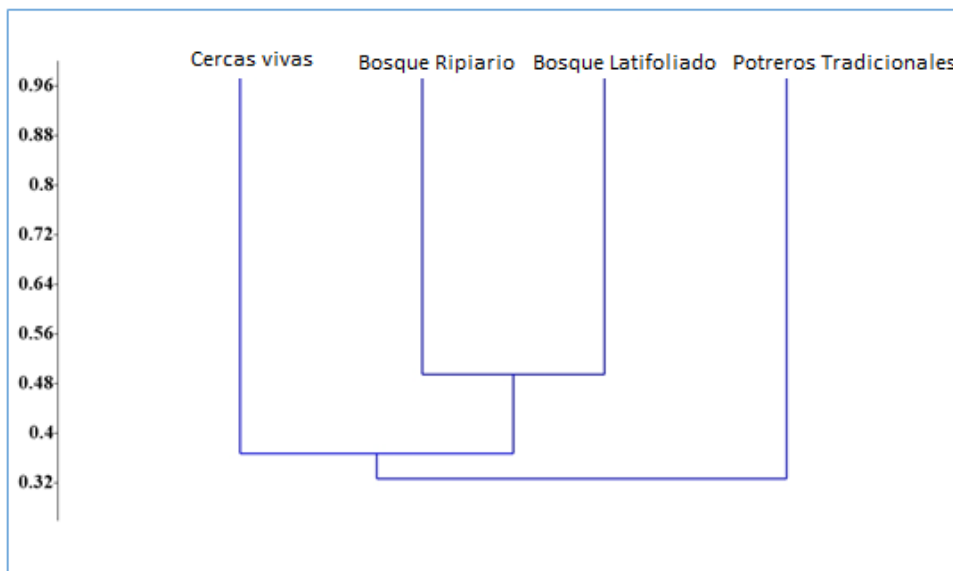 Cercas vivas
Bosque Ripiario
Bosque Latifoliado
Potreros Tradicionales
0.96
0.88
0.8
0.72
0.64
0.56
0.48
0.4
0.32